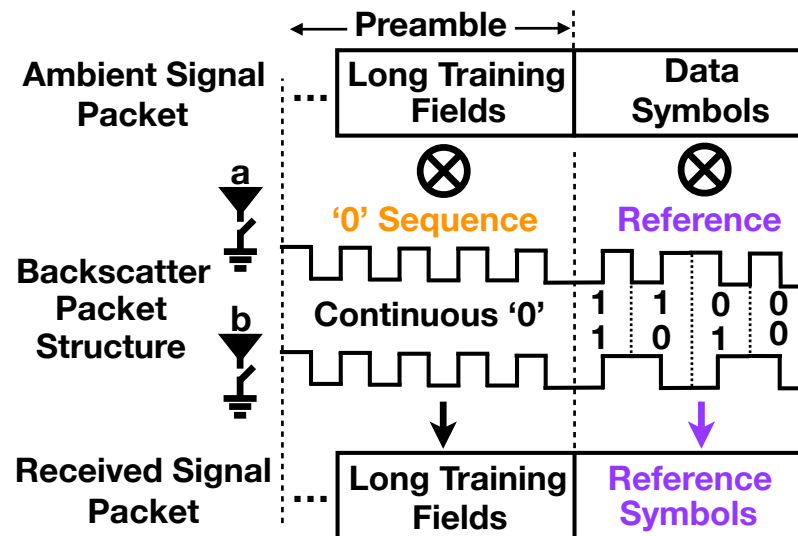 Preamble
Ambient Signal
Packet
...
Long Training
Fields
Data
Symbols
a
'0' Sequence
Reference
Backscatter
Packet
Structure
b
Continuous '0'
1 1 0 0
1 0 1 0
Received Signal
Packet
...
Long Training
Fields
Reference
Symbols